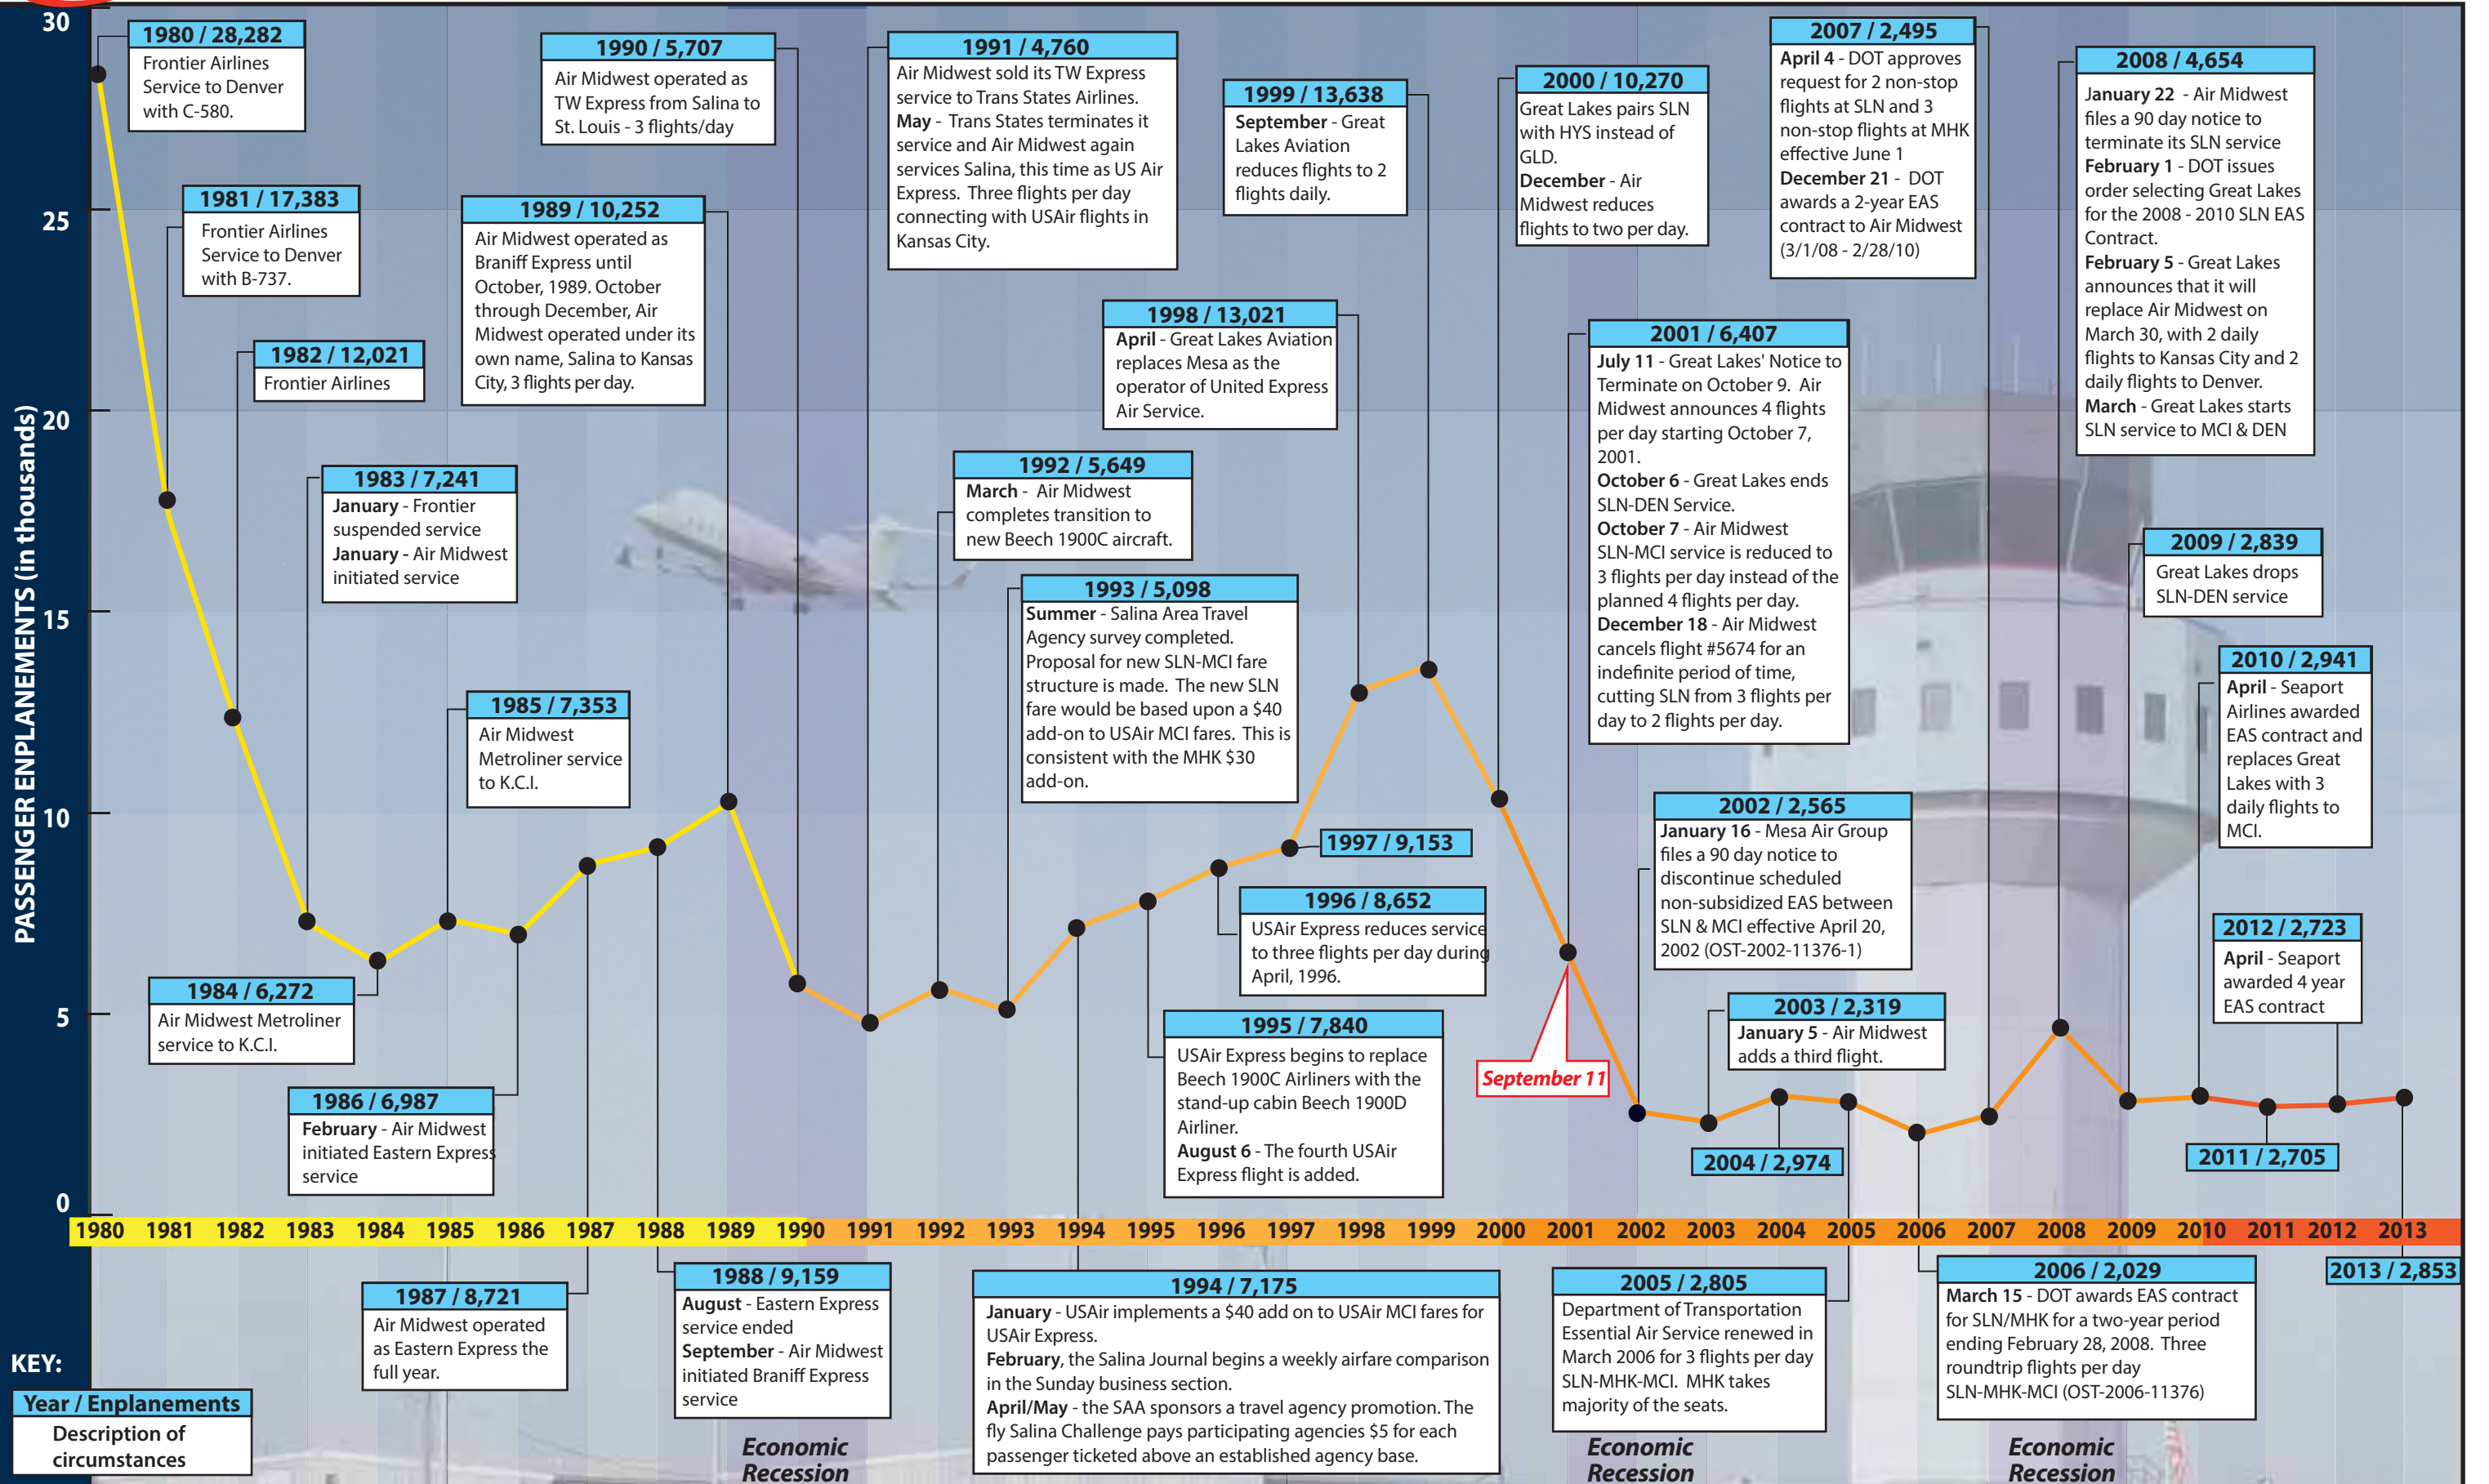 30
25
20
15
10
5
0
PASSENGER ENPLANEMENTS (in thousands)
1980 / 28,282
Frontier Airlines
Service to Denver
with C-580.
1981 / 17,383
Frontier Airlines
Service to Denver
with B-737.
1982 / 12,021
Frontier Airlines
1983 / 7,241
January - Frontier
suspended service
January - Air Midwest
initiated service
1984 / 6,272
Air Midwest Metroliner
service to K.C.I.
1985 / 7,353
Air Midwest
Metroliner service
to K.C.I.
1986 / 6,987
February - Air Midwest
initiated Eastern Express
service
1987 / 8,721
Air Midwest operated
as Eastern Express the
full year.
1988 / 9,159
August - Eastern Express
service ended
September - Air Midwest
initiated Braniff Express
service
1989 / 10,252
Air Midwest operated as
Braniff Express until
October, 1989. October
through December, Air
Midwest operated under its
own name, Salina to Kansas
City, 3 flights per day.
1990 / 5,707
Air Midwest operated as
TW Express from Salina to
St. Louis - 3 flights/day
1991 / 4,760
Air Midwest sold its TW Express
service to Trans States Airlines.
May - Trans States terminates it
service and Air Midwest again
services Salina, this time as US Air
Express. Three flights per day
connecting with USAir flights in
Kansas City.
1992 / 5,649
March - Air Midwest
completes transition to
new Beech 1900C aircraft.
1993 / 5,098
Summer - Salina Area Travel
Agency survey completed.
Proposal for new SLN-MCI fare
structure is made. The new SLN
fare would be based upon a $40
add-on to USAir MCI fares. This is
consistent with the MHK $30
add-on.
1994 / 7,175
January - USAir implements a $40 add on to USAir MCI fares for
USAir Express.
February, the Salina Journal begins a weekly airfare comparison
in the Sunday business section.
April/May - the SAA sponsors a travel agency promotion. The
fly Salina Challenge pays participating agencies $5 for each
passenger ticketed above an established agency base.
1995 / 7,840
USAir Express begins to replace
Beech 1900C Airliners with the
stand-up cabin Beech 1900D
Airliner.
August 6 - The fourth USAir
Express flight is added.
1996 / 8,652
USAir Express reduces service
to three flights per day during
April, 1996.
1997 / 9,153
1998 / 13,021
April - Great Lakes Aviation
replaces Mesa as the
operator of United Express
Air Service.
1999 / 13,638
September - Great
Lakes Aviation
reduces flights to 2
flights daily.
2000 / 10,270
Great Lakes pairs SLN
with HYS instead of
GLD.
December - Air
Midwest reduces
flights to two per day.
2001 / 6,407
July 11 - Great Lakes' Notice to
Terminate on October 9. Air
Midwest announces 4 flights
per day starting October 7,
2001.
October 6 - Great Lakes ends
SLN-DEN Service.
October 7 - Air Midwest
SLN-MCI service is reduced to
3 flights per day instead of the
planned 4 flights per day.
December 18 - Air Midwest
cancels flight #5674 for an
indefinite period of time,
cutting SLN from 3 flights per
day to 2 flights per day.
September 11
2002 / 2,565
January 16 - Mesa Air Group
files a 90 day notice to
discontinue scheduled
non-subsidized EAS between
SLN & MCI effective April 20,
2002 (OST-2002-11376-1)
2003 / 2,319
January 5 - Air Midwest
adds a third flight.
2004 / 2,974
2005 / 2,805
Department of Transportation
Essential Air Service renewed in
March 2006 for 3 flights per day
SLN-MHK-MCI. MHK takes
majority of the seats.
2006 / 2,029
March 15 - DOT awards EAS contract
for SLN/MHK for a two-year period
ending February 28, 2008. Three
roundtrip flights per day
SLN-MHK-MCI (OST-2006-11376)
2007 / 2,495
April 4 - DOT approves
request for 2 non-stop
flights at SLN and 3
non-stop flights at MHK
effective June 1
December 21 - DOT
awards a 2-year EAS
contract to Air Midwest
(3/1/08 - 2/28/10)
2008 / 4,654
January 22 - Air Midwest
files a 90 day notice to
terminate its SLN service
February 1 - DOT issues
order selecting Great Lakes
for the 2008 - 2010 SLN EAS
Contract.
February 5 - Great Lakes
announces that it will
replace Air Midwest on
March 30, with 2 daily
flights to Kansas City and 2
daily flights to Denver.
March - Great Lakes starts
SLN service to MCI & DEN
2009 / 2,839
Great Lakes drops
SLN-DEN service
2010 / 2,941
April - Seaport
Airlines awarded
EAS contract and
replaces Great
Lakes with 3
daily flights to
MCI.
2011 / 2,705
2012 / 2,723
April - Seaport
awarded 4 year
EAS contract
2013 / 2,853
1980 1981 1982 1983 1984 1985 1986 1987 1988 1989 1990 1991 1992 1993 1994 1995 1996 1997 1998 1999 2000 2001 2002 2003 2004 2005 2006 2007 2008 2009 2010 2011 2012 2013
KEY:
Year / Enplanements
Description of
circumstances
Economic
Recession
Economic
Recession
Economic
Recession